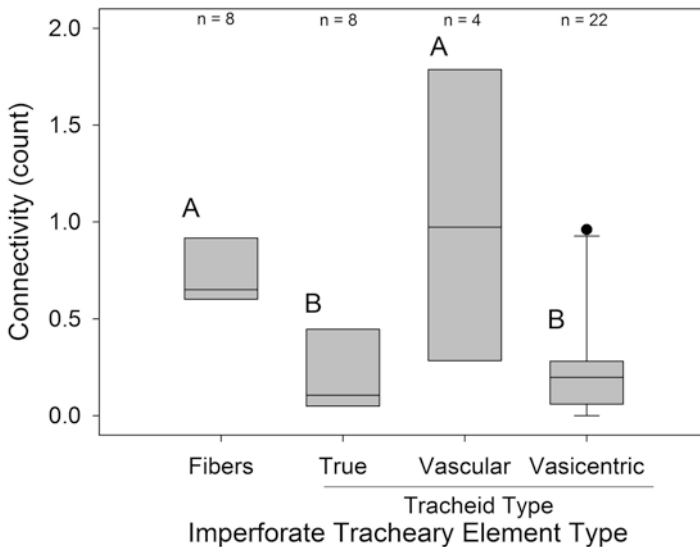 n = 8 n = 8 n = 4 n = 22
2.0
1.5
1.0
0.5
0.0
Connectivity (count)
A
B
A
B
Fibers True Vascular Vasicentric
Tracheid Type
Imperforate Tracheary Element Type